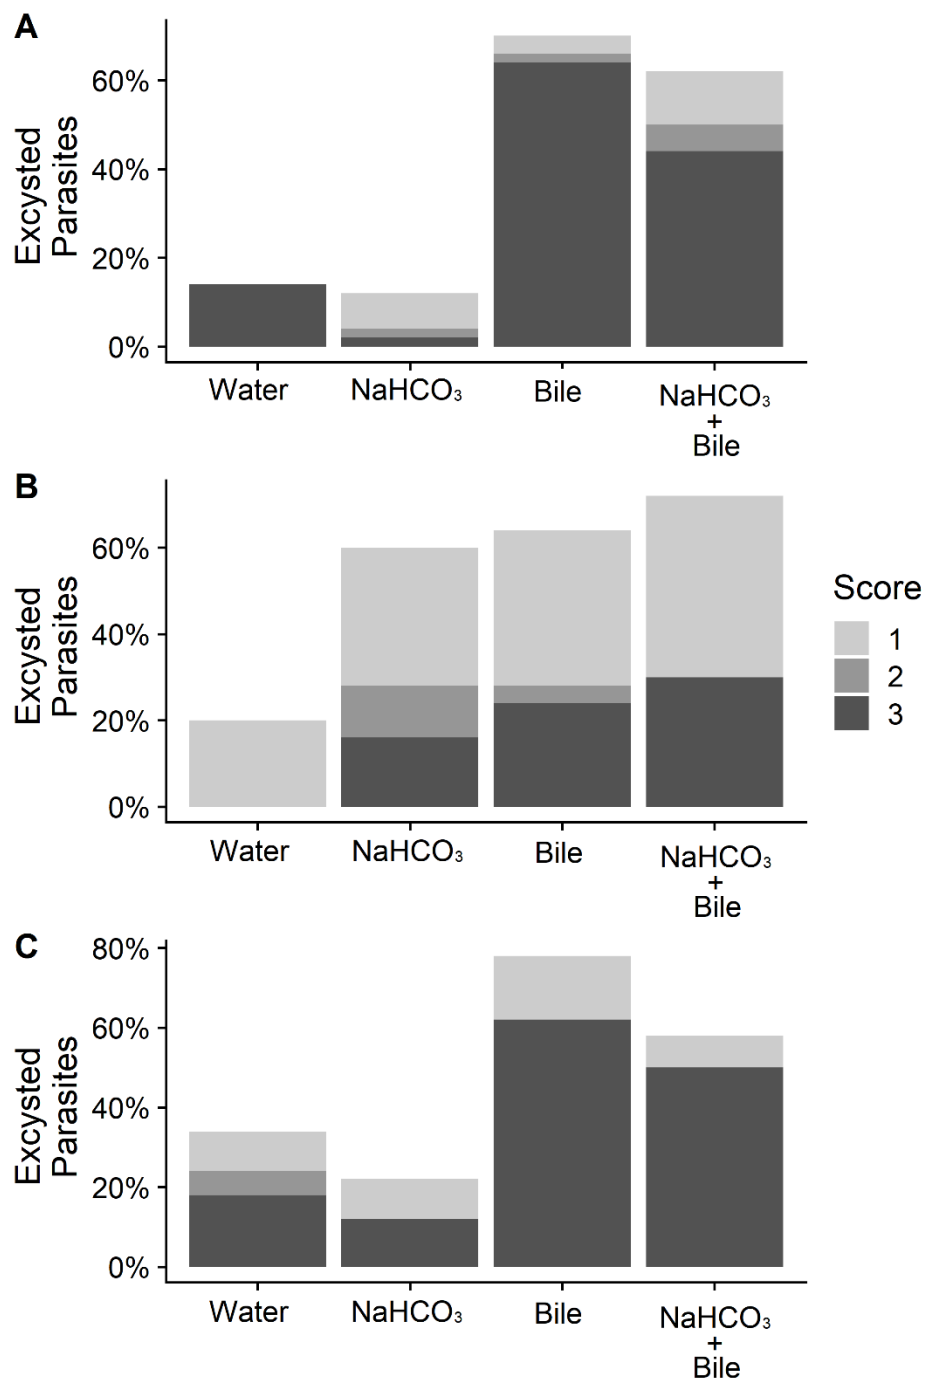 A
Excysted
Parasites
60%
40%
20%
0%
Water NaHCO₃ Bile NaHCO₃
+
Bile
B
Excysted
Parasites
60%
40%
20%
0%
Water NaHCO₃ Bile NaHCO₃
+
Bile
Score
1
2
3
C
Excysted
Parasites
80%
60%
40%
20%
0%
Water NaHCO₃ Bile NaHCO₃
+
Bile